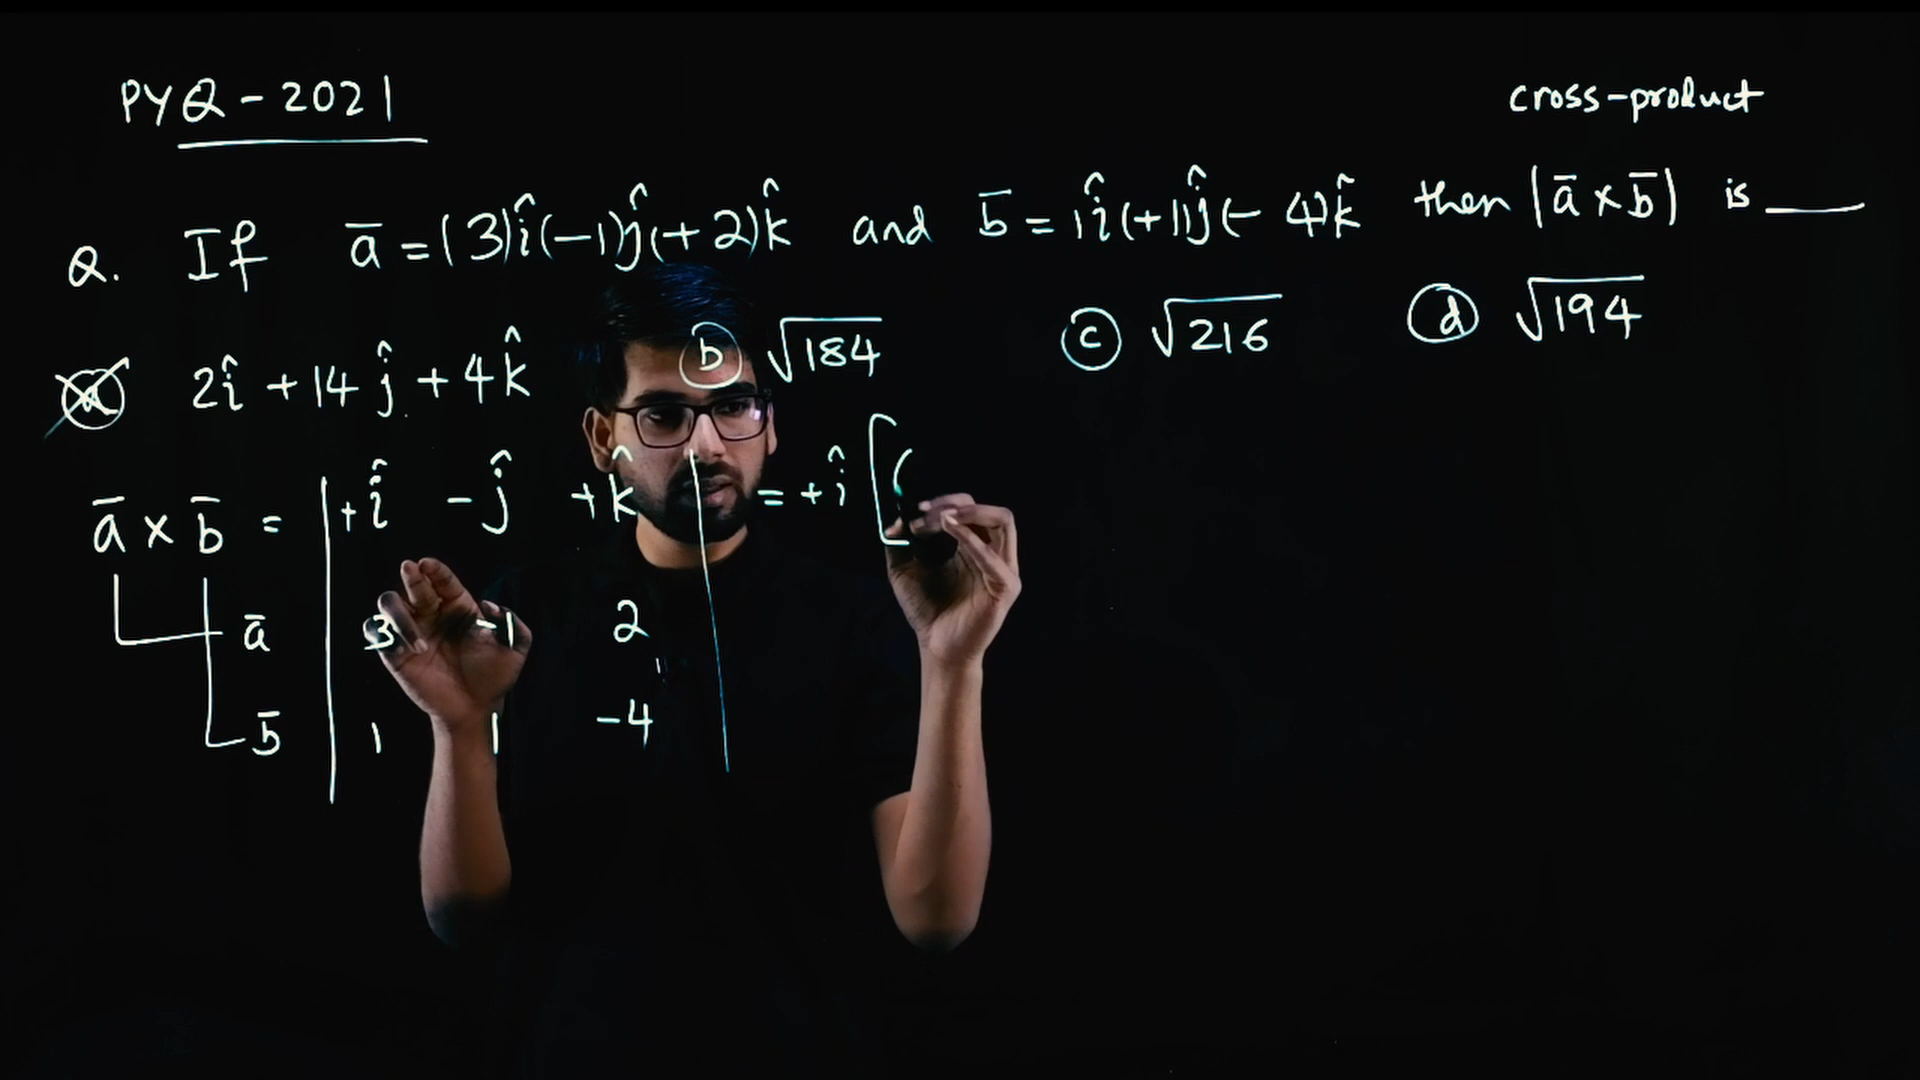 PYQ - 2021
cross-product
Q. If a̅ = (3)î(-1)ĵ(+2)k̂ and b̅ = 1î(+1)ĵ(-4)k̂ then |a̅ × b̅| is ____
ⓐ 2î + 14ĵ + 4k̂ ⓑ √184 ⓒ √216 ⓓ √194
a̅ × b̅ = | +î -ĵ +k̂ | = +î [(
a̅ | 3 -1 2 |
b̅ | 1 1 -4 |